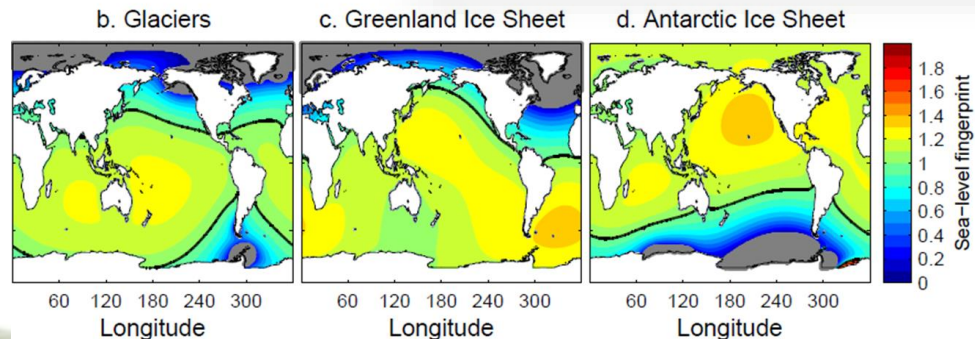 b. Glaciers
c. Greenland Ice Sheet
d. Antarctic Ice Sheet
1.8
1.6
1.4
1.2
1
0.8
0.6
0.4
0.2
0
Sea-level fingerprint
60 120 180 240 300
60 120 180 240 300
60 120 180 240 300
Longitude
Longitude
Longitude